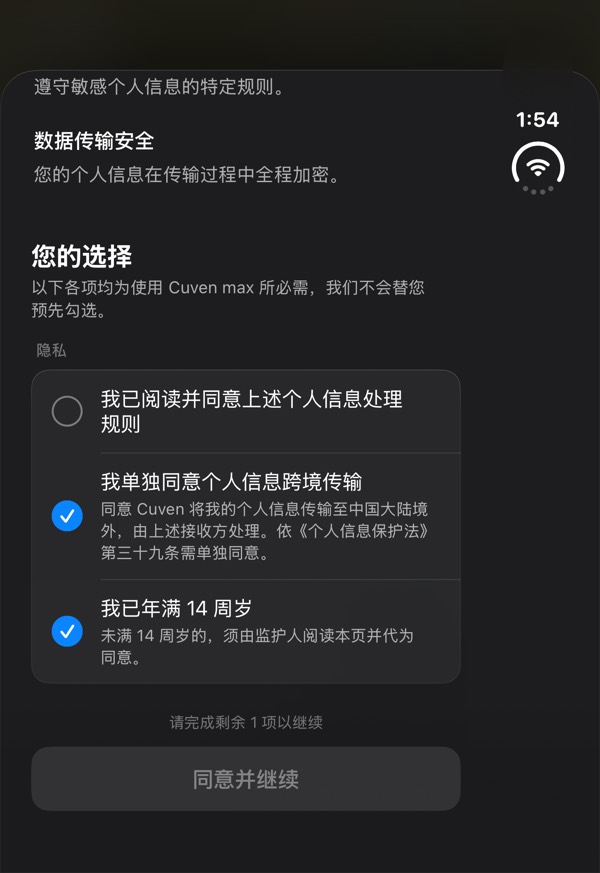 遵守敏感个人信息的特定规则。
1:54
数据传输安全
您的个人信息在传输过程中全程加密。
您的选择
以下各项均为使用 Cuven max 所必需，我们不会替您
预先勾选。
隐私
我已阅读并同意上述个人信息处理
规则
我单独同意个人信息跨境传输
同意 Cuven 将我的个人信息传输至中国大陆境
外，由上述接收方处理。依《个人信息保护法》
第三十九条需单独同意。
我已年满 14 周岁
未满 14 周岁的，须由监护人阅读本页并代为
同意。
请完成剩余 1 项以继续
同意并继续